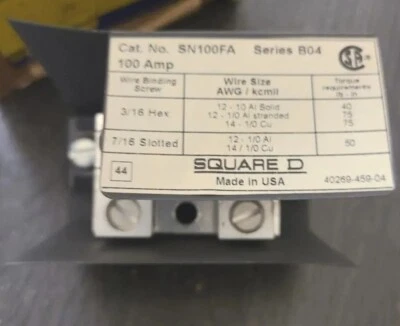 Cat. No. SN100FA Series B04
100 Amp
Wire Binding Screw Wire Size AWG / kcmil Torque requirements lb - in
3/16 Hex 12 - 10 Al Solid 40
12 - 1/0 Al stranded 75
14 - 1/0 Cu 75
7/16 Slotted 12 - 1/0 Al 50
14 / 1/0 Cu
44 SQUARE D
Made in USA 40269-459-04